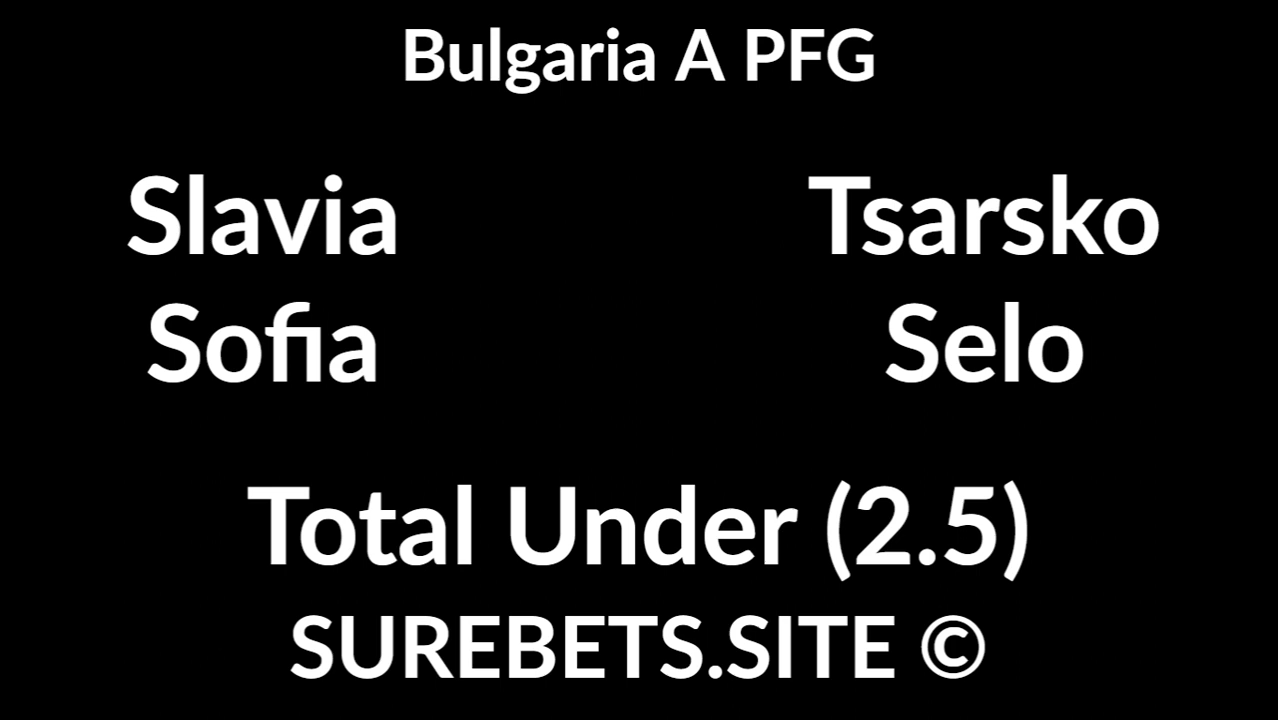 Bulgaria A PFG
Slavia
Sofia
Tsarsko
Selo
Total Under (2.5)
SUREBETS.SITE ©